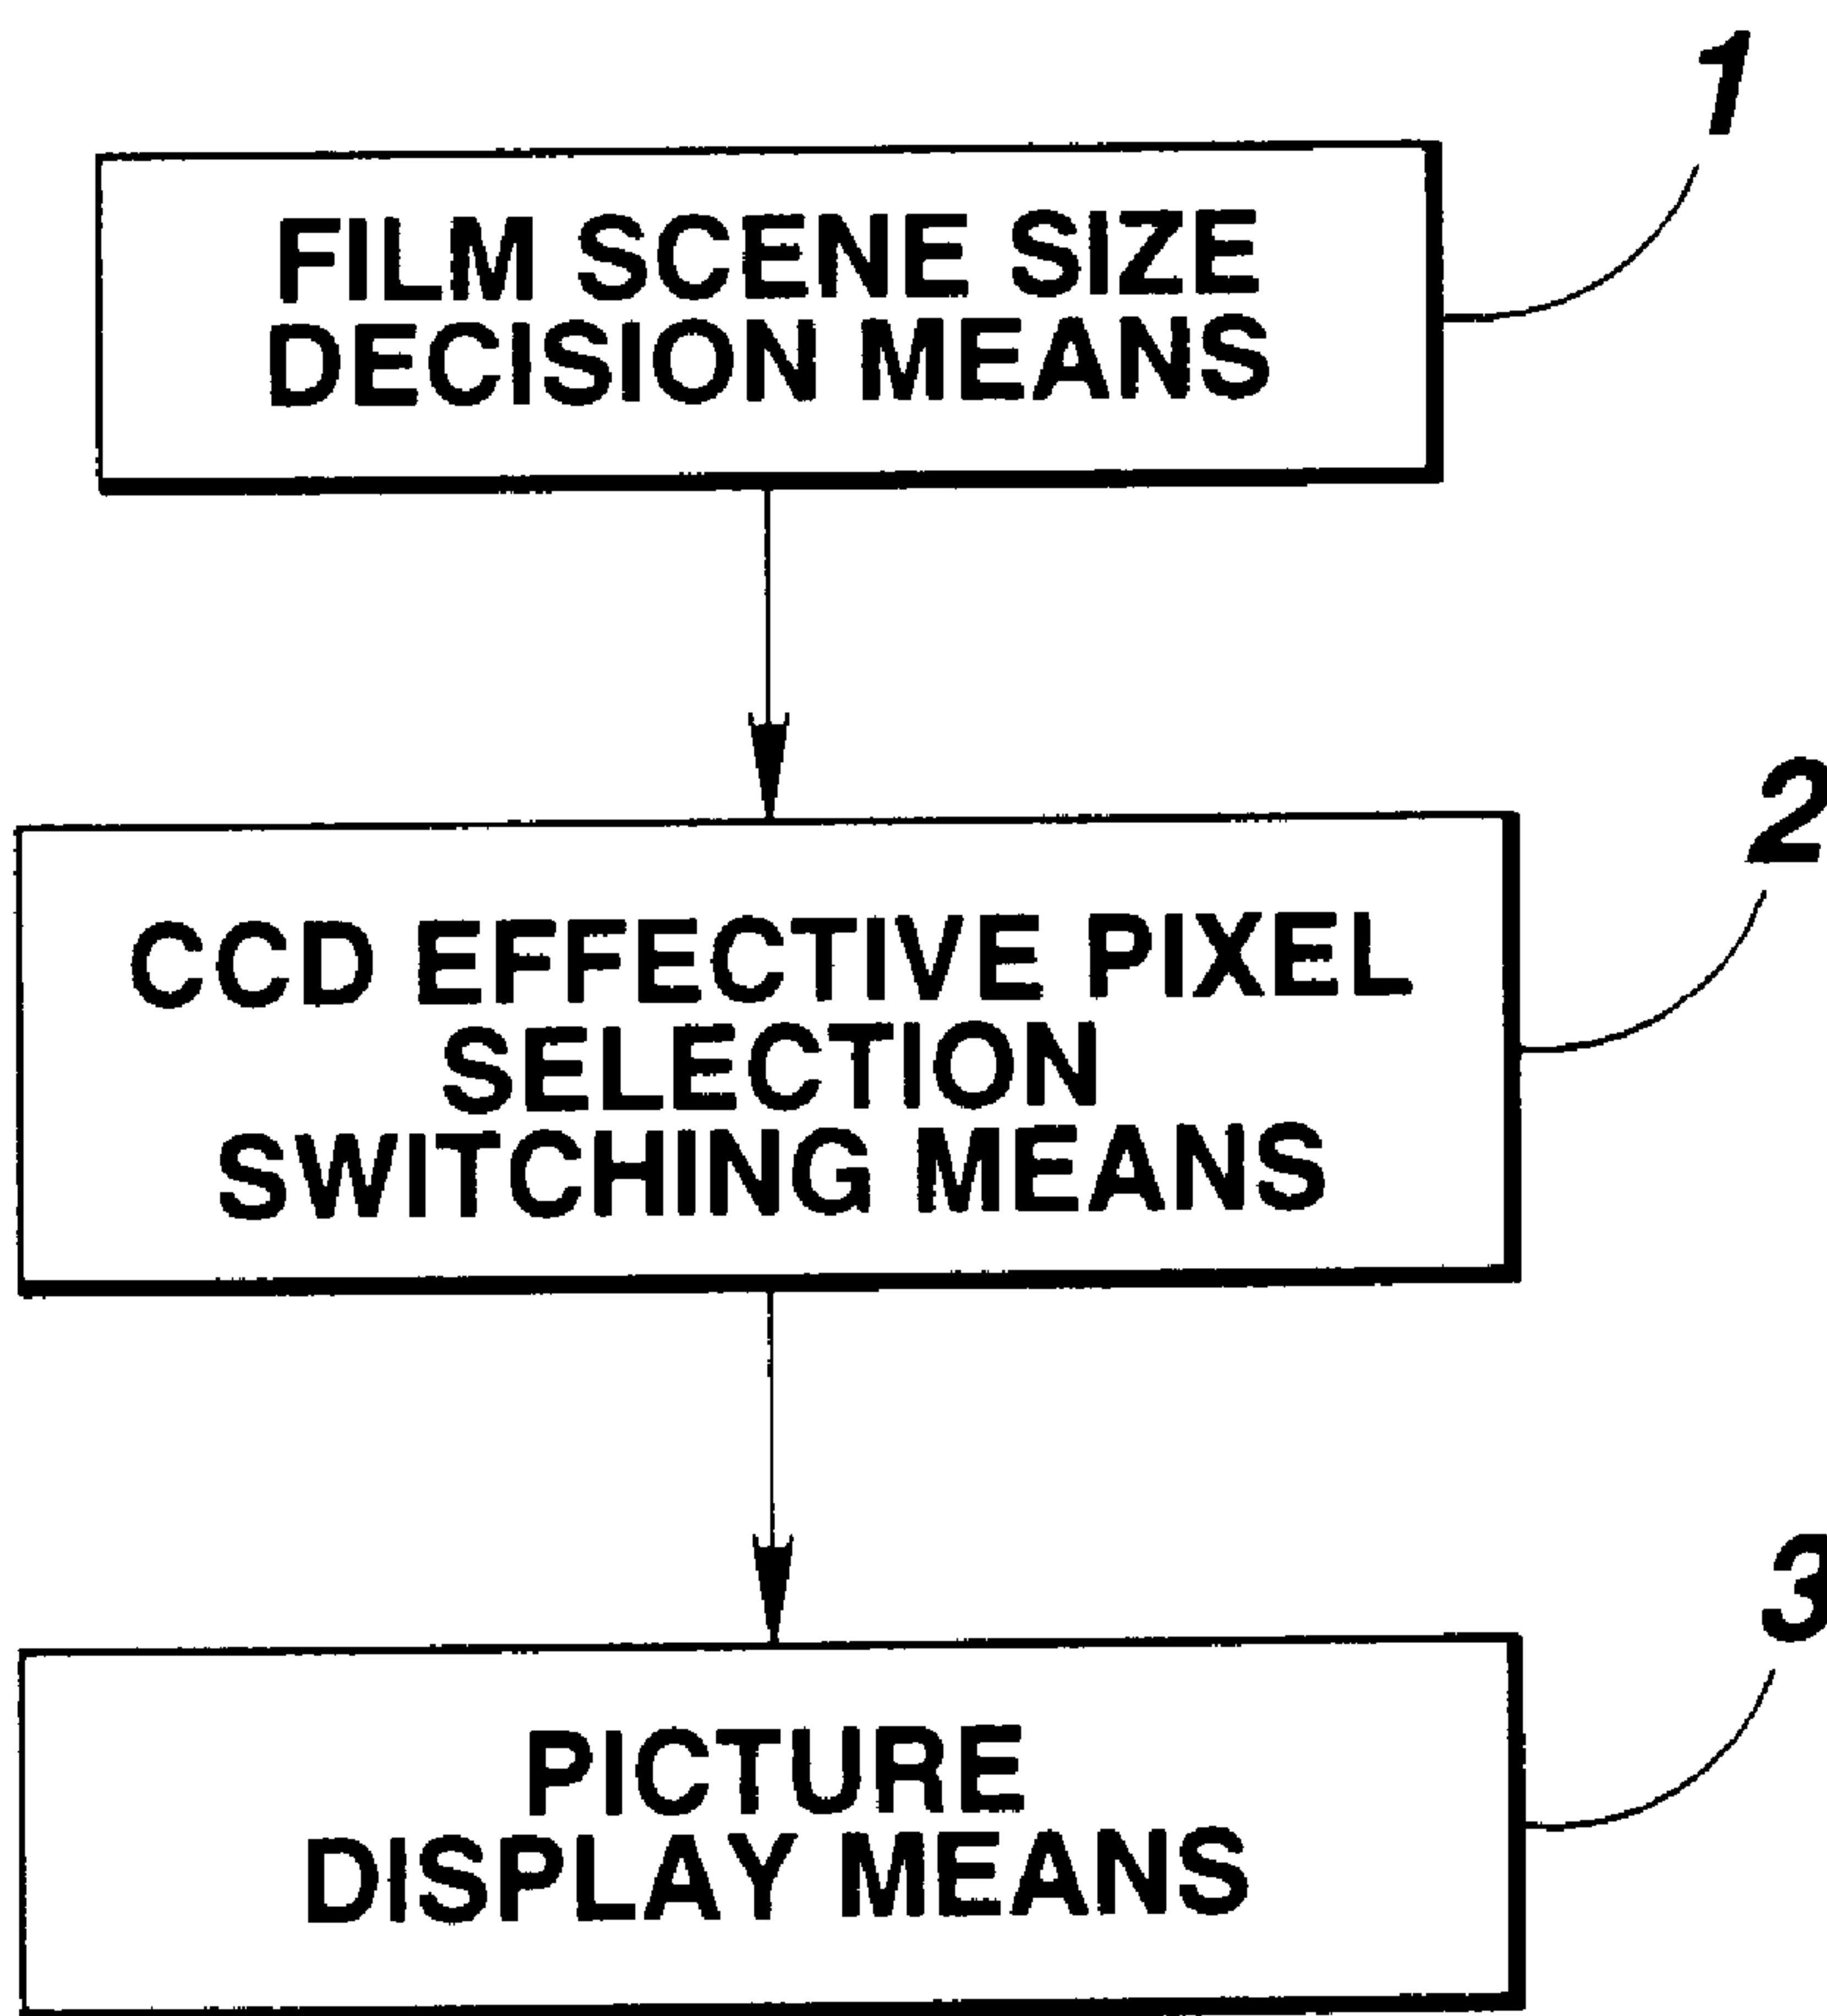 1
FILM SCENE SIZE
DECISION MEANS
2
CCD EFFECTIVE PIXEL
SELECTION
SWITCHING MEANS
3
PICTURE
DISPLAY MEANS